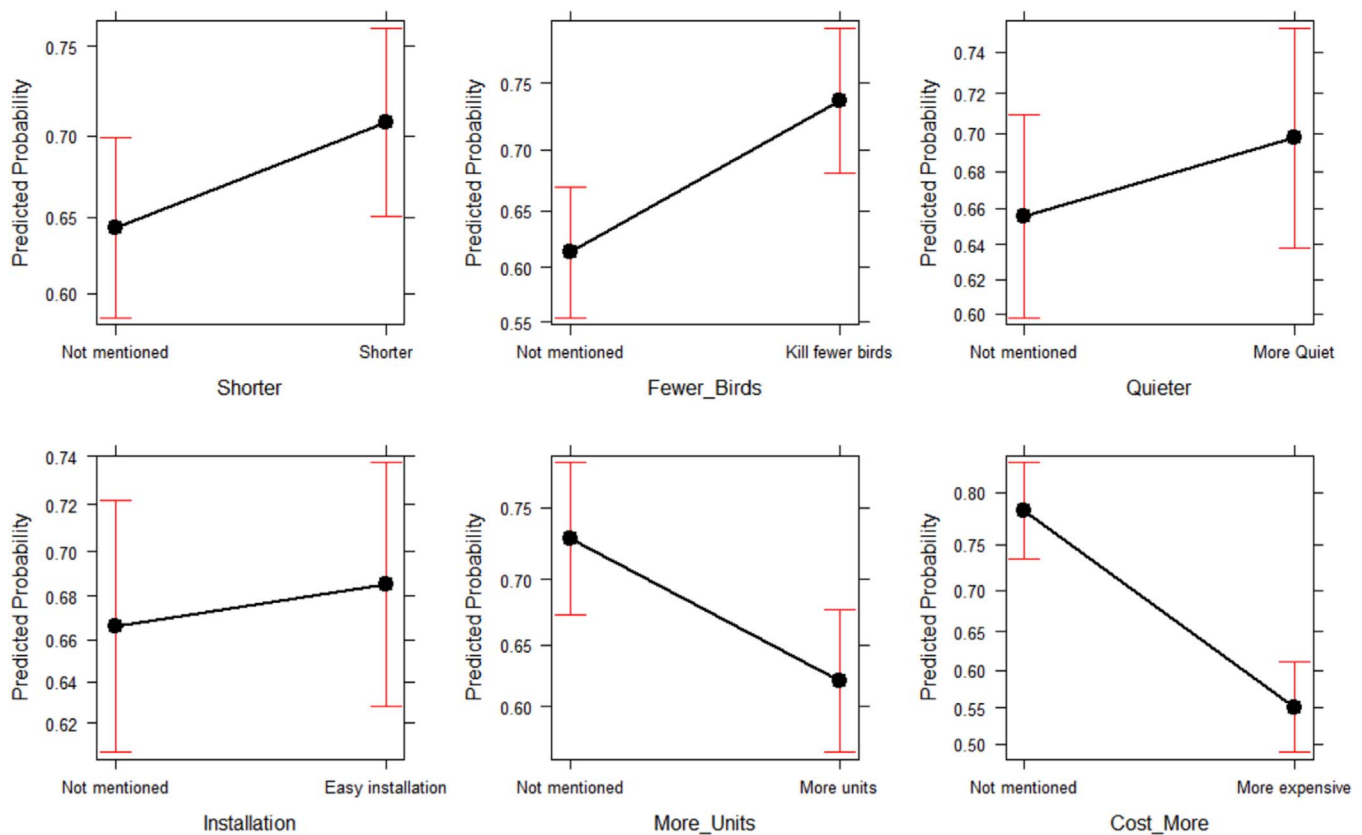 Predicted Probability
0.75
0.70
0.65
0.60
Not mentioned
Shorter
Shorter
Predicted Probability
0.75
0.70
0.65
0.60
0.55
Not mentioned
Kill fewer birds
Fewer_Birds
Predicted Probability
0.74
0.72
0.70
0.68
0.66
0.64
0.62
0.60
Not mentioned
More Quiet
Quieter
Predicted Probability
0.74
0.72
0.70
0.68
0.66
0.64
0.62
Not mentioned
Easy installation
Installation
Predicted Probability
0.75
0.70
0.65
0.60
Not mentioned
More units
More_Units
Predicted Probability
0.80
0.75
0.70
0.65
0.60
0.55
0.50
Not mentioned
More expensive
Cost_More